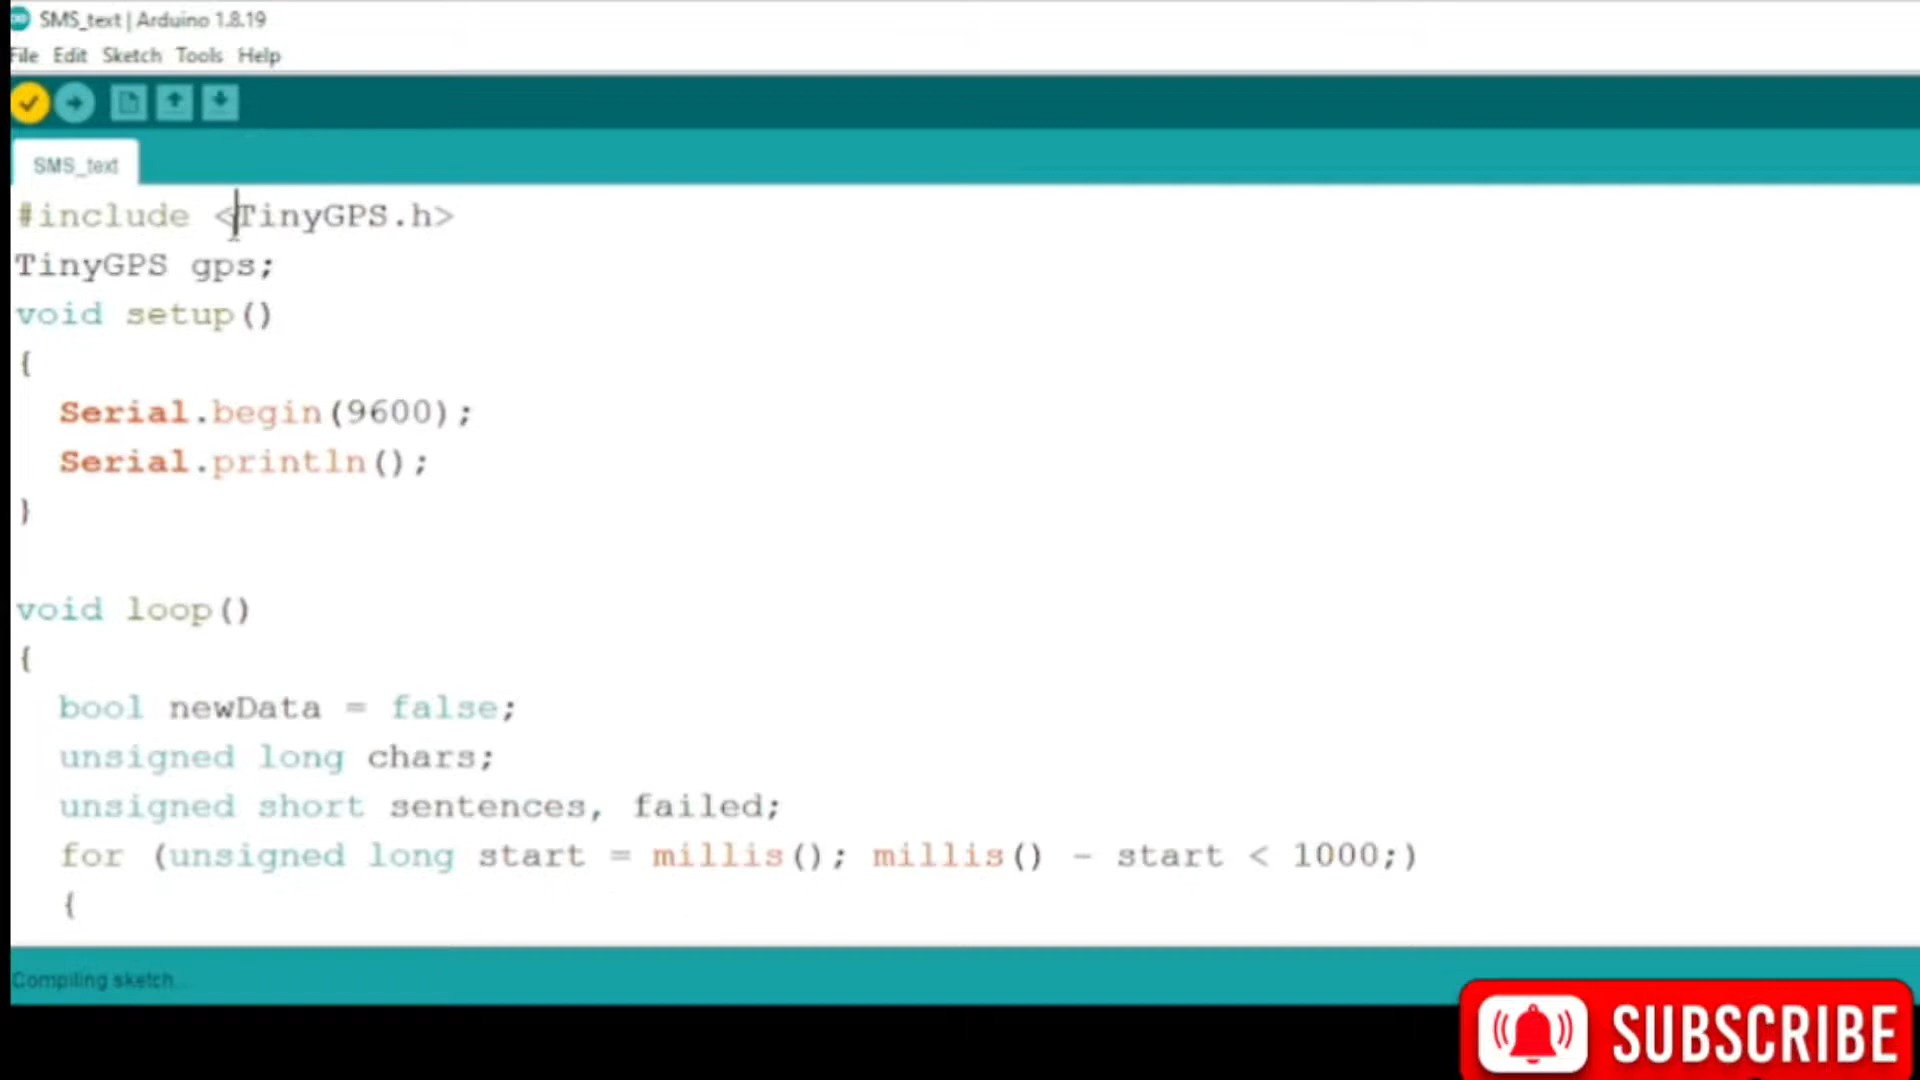 SMS_text | Arduino 1.8.19
File Edit Sketch Tools Help
SMS_text
#include <TinyGPS.h>
TinyGPS gps;
void setup()
{
Serial.begin(9600);
Serial.println();
}
void loop()
{
bool newData = false;
unsigned long chars;
unsigned short sentences, failed;
for (unsigned long start = millis(); millis() - start < 1000;)
{
Compiling sketch...
SUBSCRIBE